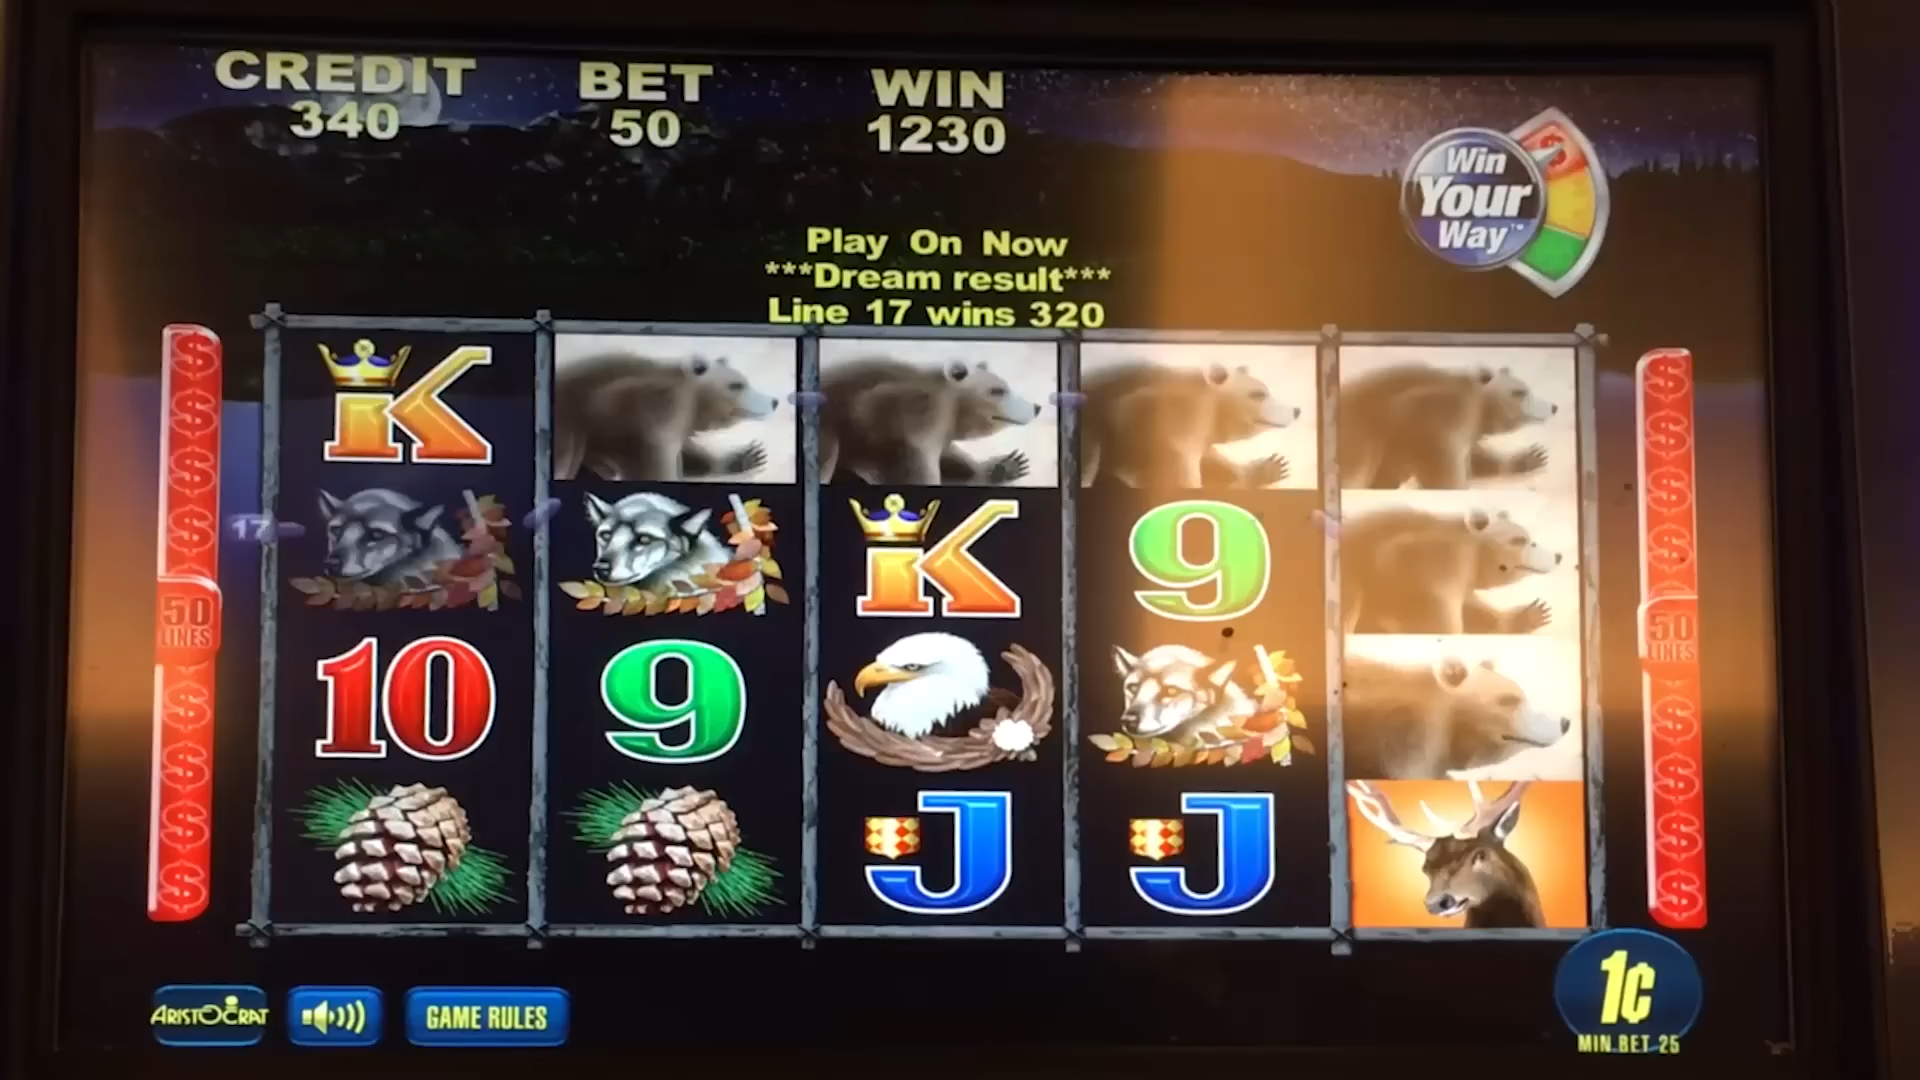 CREDIT BET WIN
340 50 1230
Win
Your
Way™
Play On Now
***Dream result***
Line 17 wins 320
K
17
K 9
50
LINES
50
LINES
10 9
J J
ARISTOCRAT
GAME RULES
1¢
MIN BET 25